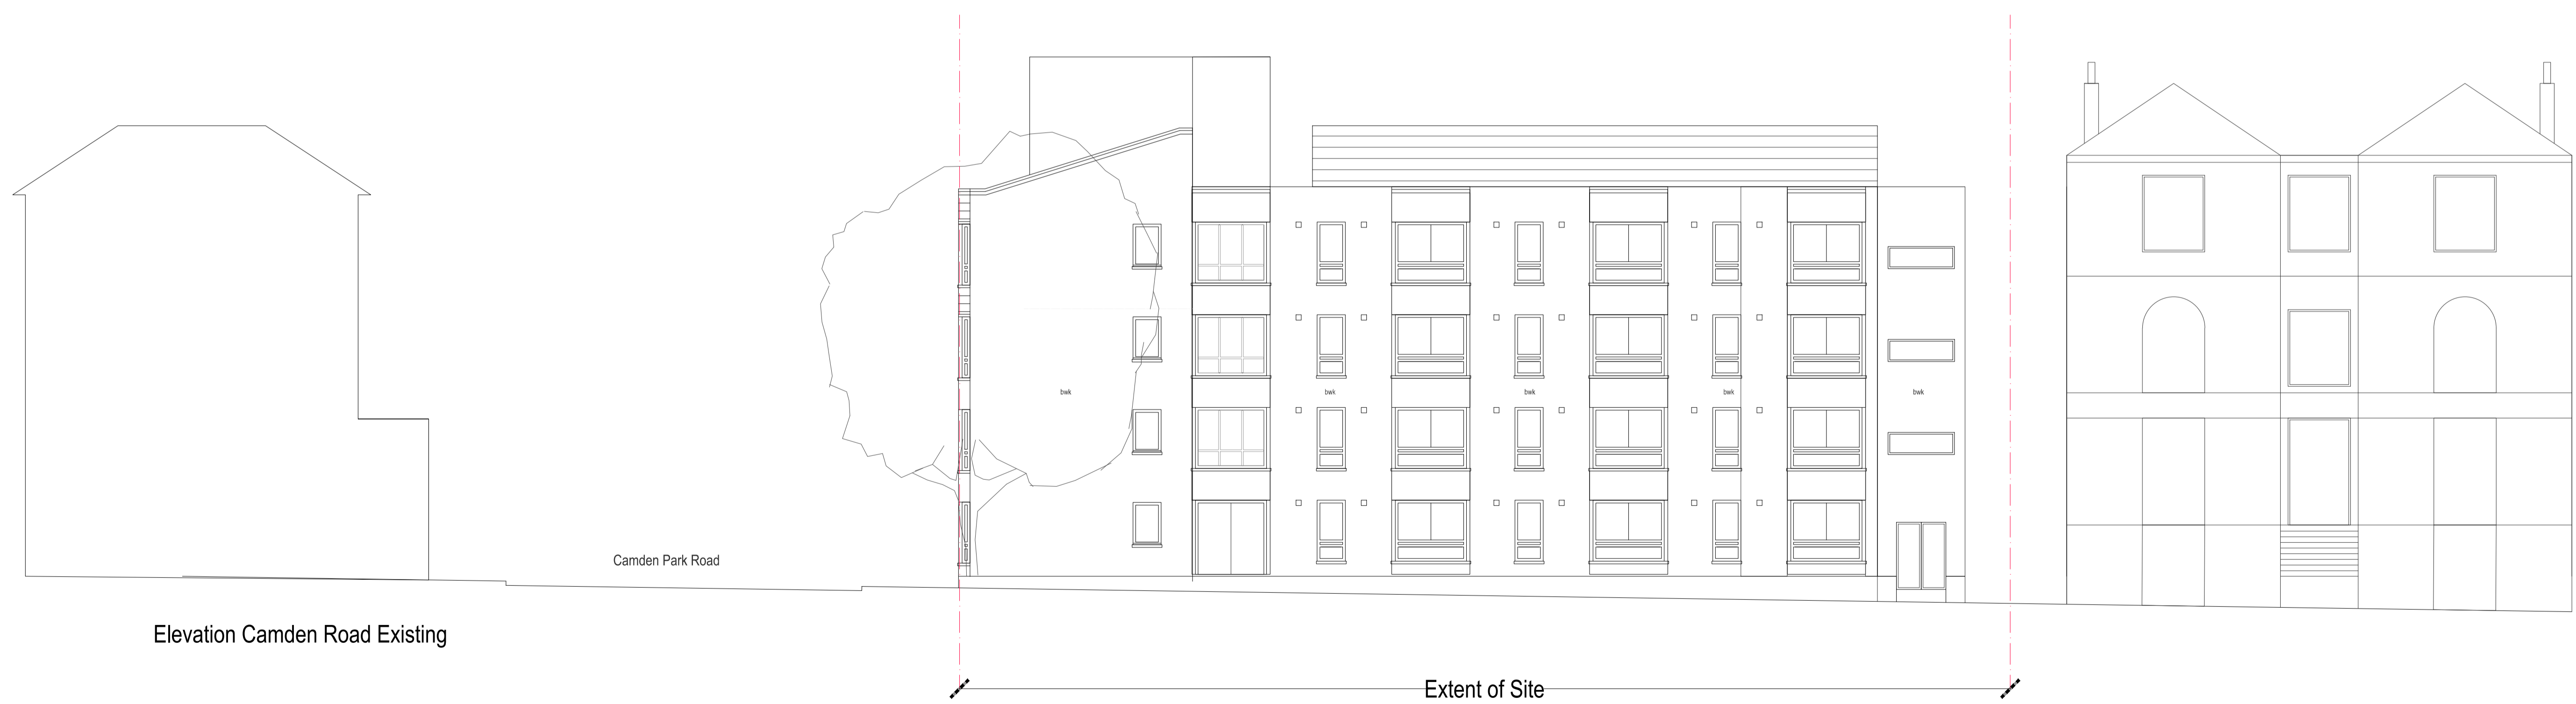 bwk
bwk
bwk
bwk
bwk
Camden Park Road
Elevation Camden Road Existing
Extent of Site